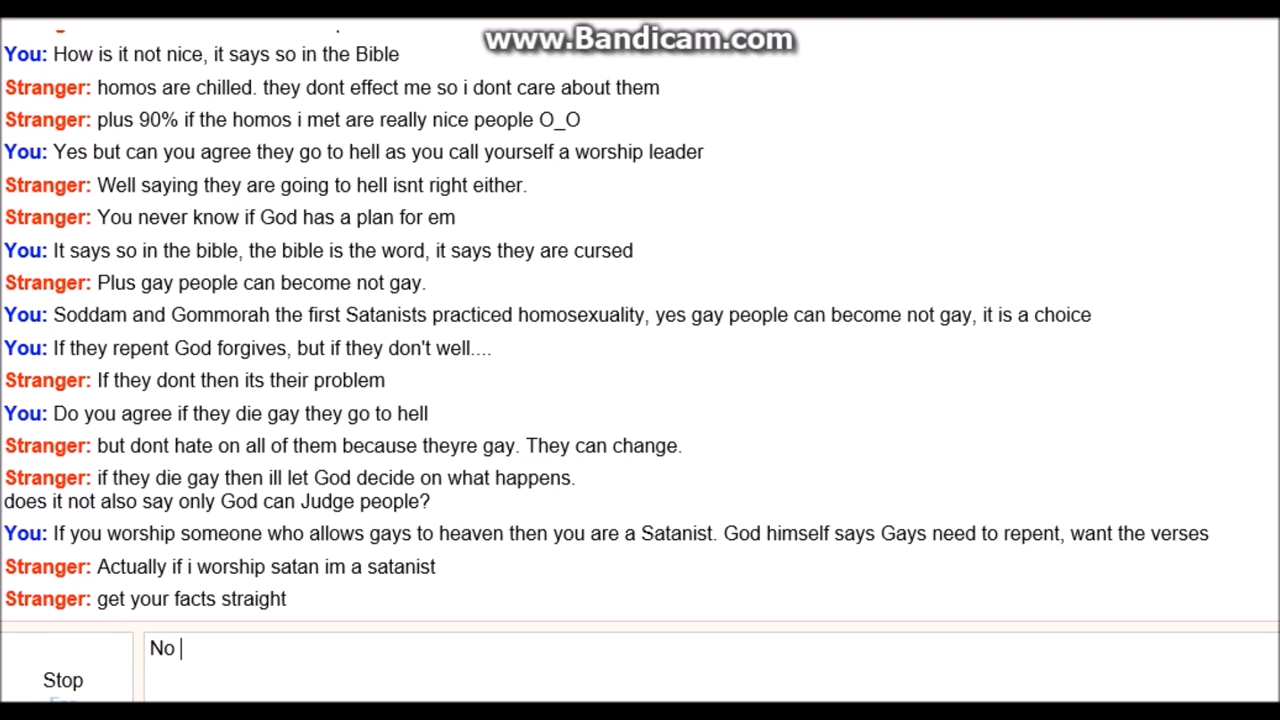 www.Bandicam.com
You: How is it not nice, it says so in the Bible
Stranger: homos are chilled. they dont effect me so i dont care about them
Stranger: plus 90% if the homos i met are really nice people O_O
You: Yes but can you agree they go to hell as you call yourself a worship leader
Stranger: Well saying they are going to hell isnt right either.
Stranger: You never know if God has a plan for em
You: It says so in the bible, the bible is the word, it says they are cursed
Stranger: Plus gay people can become not gay.
You: Soddam and Gommorah the first Satanists practiced homosexuality, yes gay people can become not gay, it is a choice
You: If they repent God forgives, but if they don't well....
Stranger: If they dont then its their problem
You: Do you agree if they die gay they go to hell
Stranger: but dont hate on all of them because theyre gay. They can change.
Stranger: if they die gay then ill let God decide on what happens.
does it not also say only God can Judge people?
You: If you worship someone who allows gays to heaven then you are a Satanist. God himself says Gays need to repent, want the verses
Stranger: Actually if i worship satan im a satanist
Stranger: get your facts straight
No
Stop